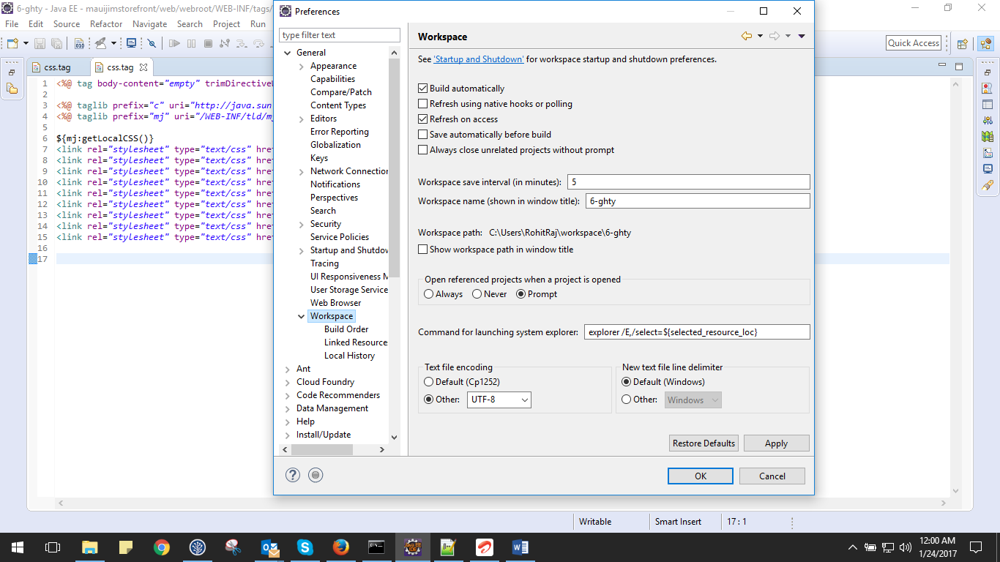 6-ghty - Java EE - mauijimstorefront/web/webroot/WEB-INF/tags/
File Edit Source Refactor Navigate Search Project Run
Quick Access
css.tag
css.tag
1 <%@ tag body-content="empty" trimDirective
2
3 <%@ taglib prefix="c" uri="http://java.sun
4 <%@ taglib prefix="mj" uri="/WEB-INF/tld/m
5
6 ${mj:getLocalCSS()}
7 <link rel="stylesheet" type="text/css" hre
8 <link rel="stylesheet" type="text/css" hre
9 <link rel="stylesheet" type="text/css" hre
10 <link rel="stylesheet" type="text/css" hre
11 <link rel="stylesheet" type="text/css" hre
12 <link rel="stylesheet" type="text/css" hre
13 <link rel="stylesheet" type="text/css" hre
14 <link rel="stylesheet" type="text/css" hre
15 <link rel="stylesheet" type="text/css" hre
16
17
Preferences
type filter text
General
Appearance
Capabilities
Compare/Patch
Content Types
Editors
Error Reporting
Globalization
Keys
Network Connection
Notifications
Perspectives
Search
Security
Service Policies
Startup and Shutdow
Tracing
UI Responsiveness M
User Storage Service
Web Browser
Workspace
Build Order
Linked Resource
Local History
Ant
Cloud Foundry
Code Recommenders
Data Management
Help
Install/Update
Workspace
See 'Startup and Shutdown' for workspace startup and shutdown preferences.
Build automatically
Refresh using native hooks or polling
Refresh on access
Save automatically before build
Always close unrelated projects without prompt
Workspace save interval (in minutes): 5
Workspace name (shown in window title): 6-ghty
Workspace path: C:\Users\RohitRaj\workspace\6-ghty
Show workspace path in window title
Open referenced projects when a project is opened
Always Never Prompt
Command for launching system explorer: explorer /E,/select=${selected_resource_loc}
Text file encoding
Default (Cp1252)
Other: UTF-8
New text file line delimiter
Default (Windows)
Other: Windows
Restore Defaults Apply
OK Cancel
Writable Smart Insert 17 : 1
12:00 AM
1/24/2017